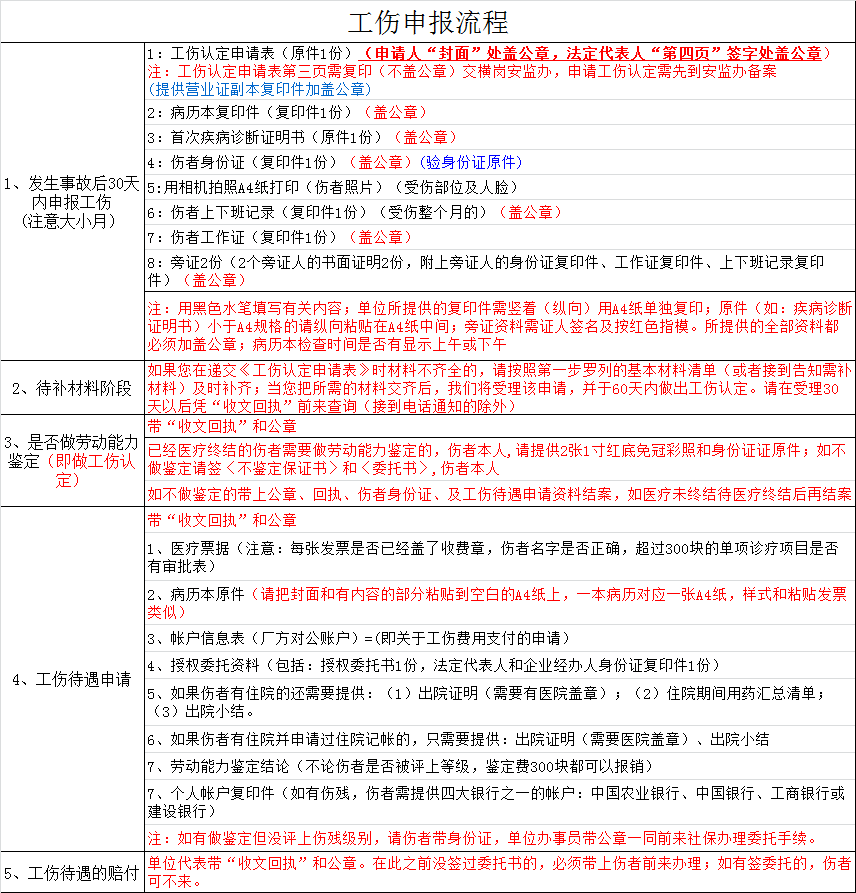 工伤申报流程
1、发生事故后30天
内申报工伤
(注意大小月)
1：工伤认定申请表（原件1份）（申请人“封面”处盖公章，法定代表人“第四页”签字处盖公章）
注：工伤认定申请表第三页需复印（不盖公章）交横岗安监办，申请工伤认定需先到安监办备案
(提供营业证副本复印件加盖公章)
2：病历本复印件（复印件1份）（盖公章）
3：首次疾病诊断证明书（原件1份）（盖公章）
4：伤者身份证（复印件1份）（盖公章）(验身份证原件)
5:用相机拍照A4纸打印（伤者照片）（受伤部位及人脸）
6：伤者上下班记录（复印件1份）（受伤整个月的）（盖公章）
7：伤者工作证（复印件1份）（盖公章）
8：旁证2份（2个旁证人的书面证明2份，附上旁证人的身份证复印件、工作证复印件、上下班记录复印
件）（盖公章）
注：用黑色水笔填写有关内容；单位所提供的复印件需竖着（纵向）用A4纸单独复印；原件（如：疾病诊断
证明书）小于A4规格的请纵向粘贴在A4纸中间；旁证资料需证人签名及按红色指模。所提供的全部资料都
必须加盖公章；病历本检查时间是否有显示上午或下午
2、待补材料阶段
如果您在递交《工伤认定申请表》时材料不齐全的，请按照第一步罗列的基本材料清单（或者接到告知需补
材料）及时补齐；当您把所需的材料交齐后，我们将受理该申请，并于60天内做出工伤认定。请在受理30
天以后凭“收文回执”前来查询（接到电话通知的除外）
3、是否做劳动能力
鉴定（即做工伤认
定）
带“收文回执”和公章
已经医疗终结的伤者需要做劳动能力鉴定的，伤者本人,请提供2张1寸红底免冠彩照和身份证证原件；如不
做鉴定请签〈不鉴定保证书〉和〈委托书〉,伤者本人
如不做鉴定的带上公章、回执、伤者身份证、及工伤待遇申请资料结案，如医疗未终结待医疗终结后再结案
4、工伤待遇申请
带“收文回执”和公章
1、医疗票据（注意：每张发票是否已经盖了收费章，伤者名字是否正确，超过300块的单项诊疗项目是否
有审批表）
2、病历本原件（请把封面和有内容的部分粘贴到空白的A4纸上，一本病历对应一张A4纸，样式和粘贴发票
类似）
3、帐户信息表（厂方对公账户）=(即关于工伤费用支付的申请）
4、授权委托资料（包括：授权委托书1份，法定代表人和企业经办人身份证复印件1份）
5、如果伤者有住院的还需要提供：（1）出院证明（需要有医院盖章）；（2）住院期间用药汇总清单；
（3）出院小结。
6、如果伤者有住院并申请过住院记帐的，只需要提供：出院证明（需要医院盖章）、出院小结
7、劳动能力鉴定结论（不论伤者是否被评上等级，鉴定费300块都可以报销）
7、个人帐户复印件（如有伤残，伤者需提供四大银行之一的帐户：中国农业银行、中国银行、工商银行或
建设银行）
注：如有做鉴定但没评上伤残级别，请伤者带身份证，单位办事员带公章一同前来社保办理委托手续。
5、工伤待遇的赔付
单位代表带“收文回执”和公章。在此之前没签过委托书的，必须带上伤者前来办理；如有签委托的，伤者
可不来。